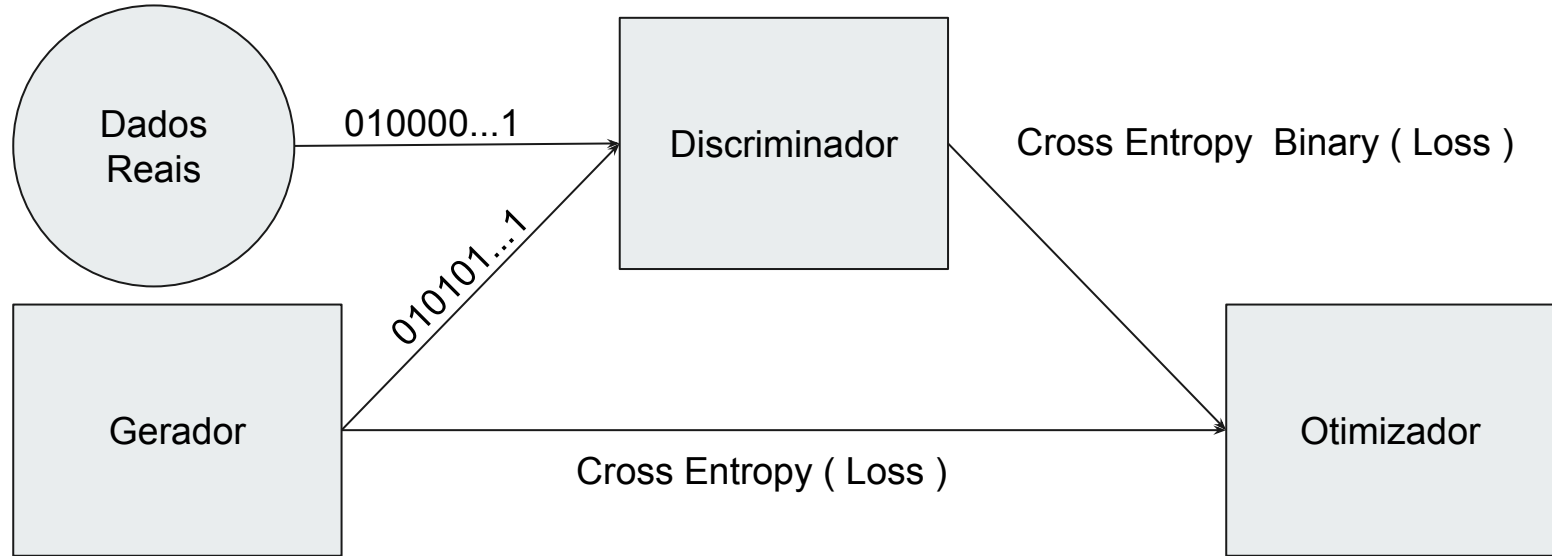 Dados
Reais
010000...1
Discriminador
Cross Entropy  Binary ( Loss )
010101...1
Gerador
Cross Entropy ( Loss )
Otimizador